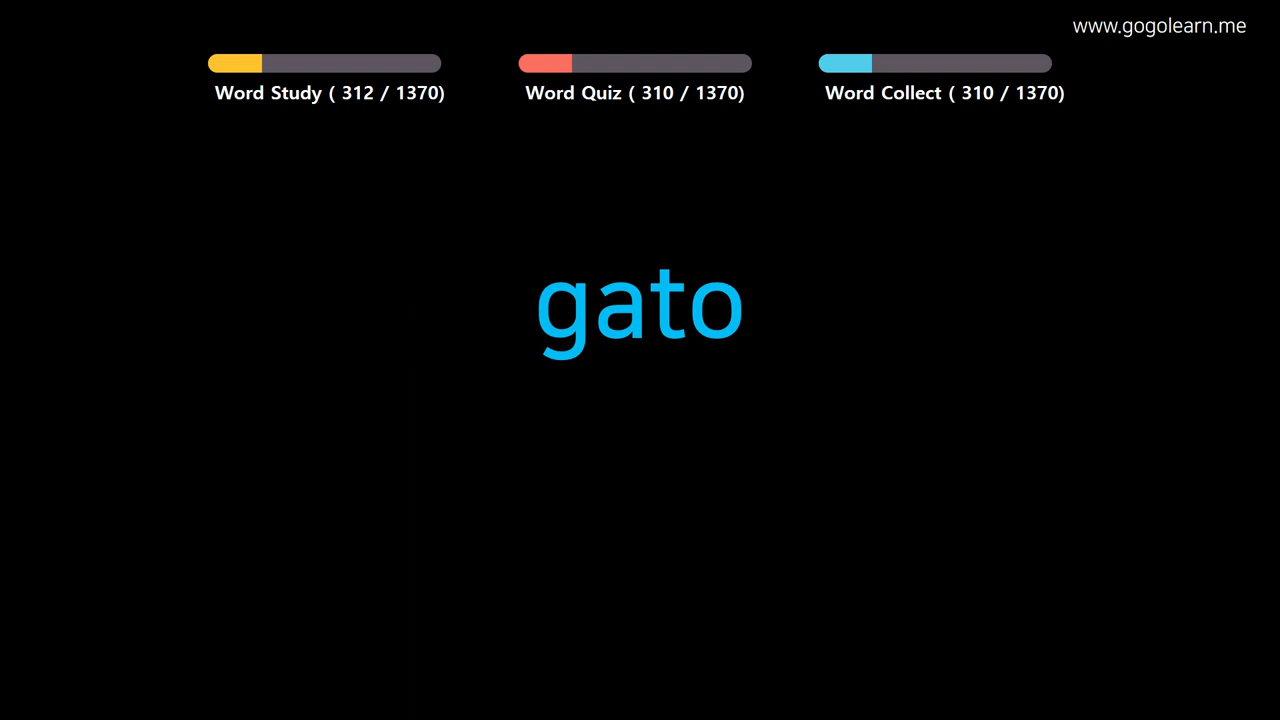 www.gogolearn.me
Word Study ( 312 / 1370)
Word Quiz ( 310 / 1370)
Word Collect ( 310 / 1370)
gato